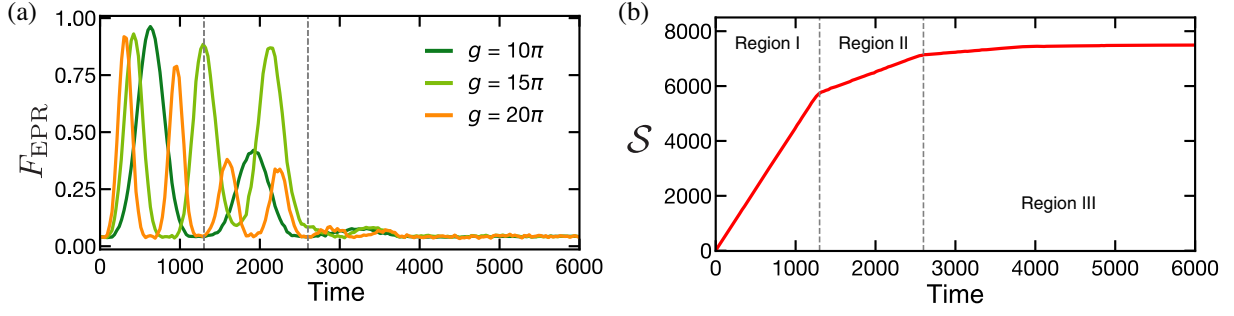 (a)
1.00
0.75
0.50
0.25
0.00
F_EPR
g = 10π
g = 15π
g = 20π
0 1000 2000 3000 4000 5000 6000
Time
(b)
8000
6000
4000
2000
0
S
Region I
Region II
Region III
0 1000 2000 3000 4000 5000 6000
Time